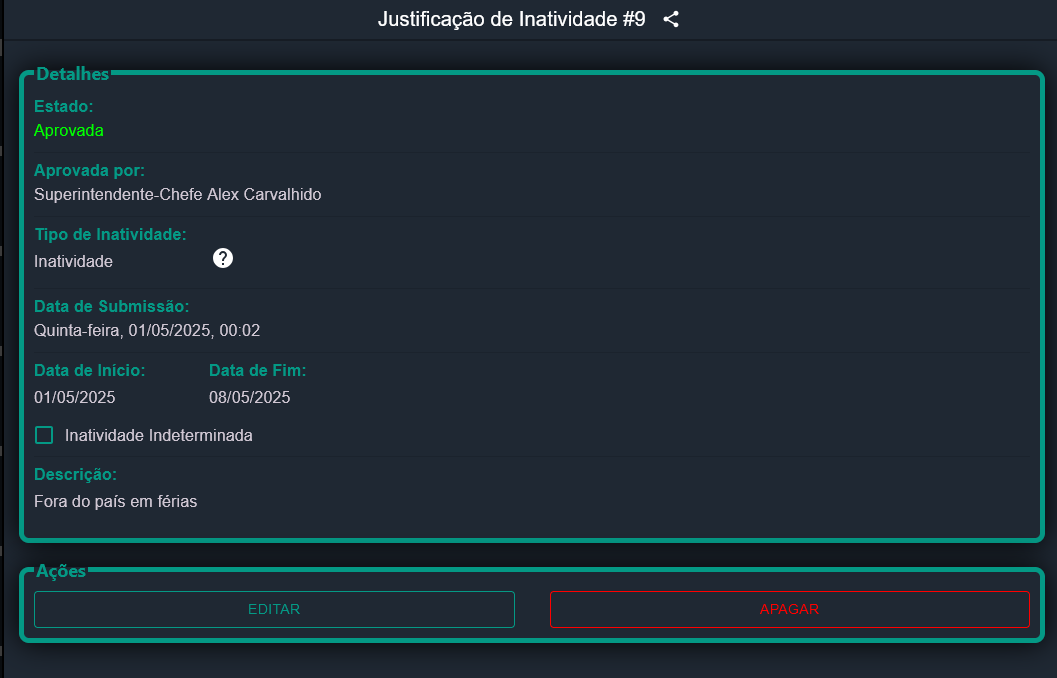 Justificação de Inatividade #9
Detalhes
Estado:
Aprovada
Aprovada por:
Superintendente-Chefe Alex Carvalhido
Tipo de Inatividade:
Inatividade ?
Data de Submissão:
Quinta-feira, 01/05/2025, 00:02
Data de Início: Data de Fim:
01/05/2025 08/05/2025
Inatividade Indeterminada
Descrição:
Fora do país em férias
Ações
EDITAR APAGAR